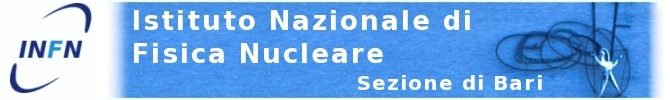 INFN
Istituto Nazionale di
Fisica Nucleare
Sezione di Bari